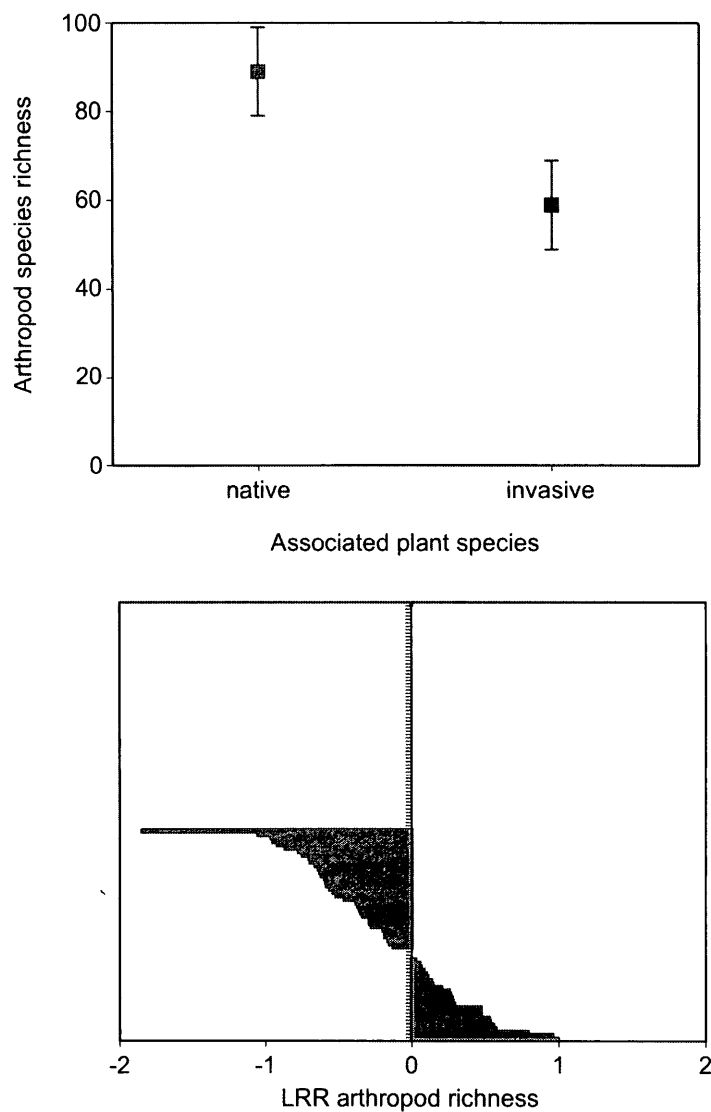 100
80
60
40
20
0
Arthropod species richness
native invasive
Associated plant species
-2 -1 0 1 2
LRR arthropod richness